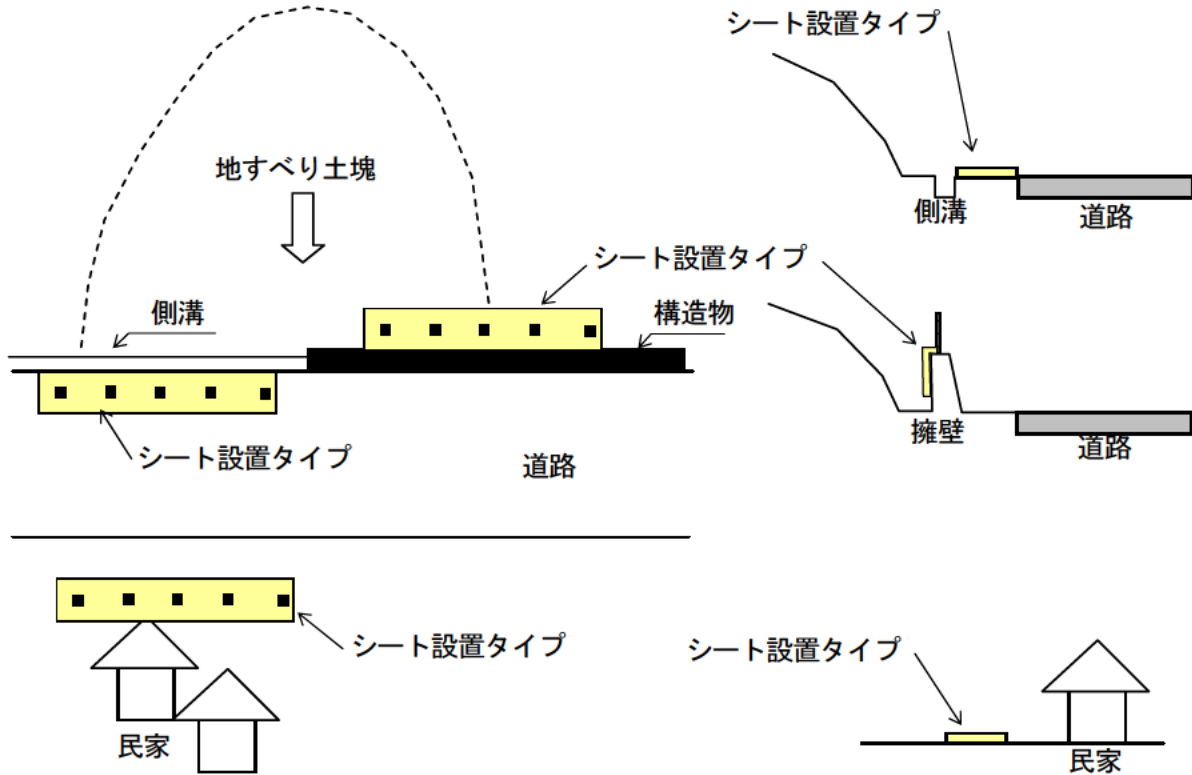 シート設置タイプ
地すべり土塊
側溝
道路
シート設置タイプ
側溝
構造物
シート設置タイプ
道路
擁壁
道路
シート設置タイプ
民家
シート設置タイプ
民家